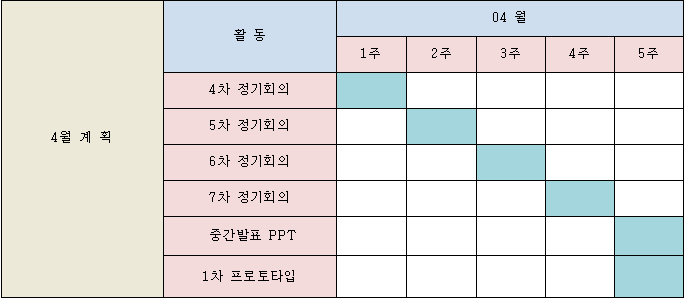 4월 계 획
활 동
04 월
1주 2주 3주 4주 5주
4차 정기회의
5차 정기회의
6차 정기회의
7차 정기회의
중간발표 PPT
1차 프로토타입